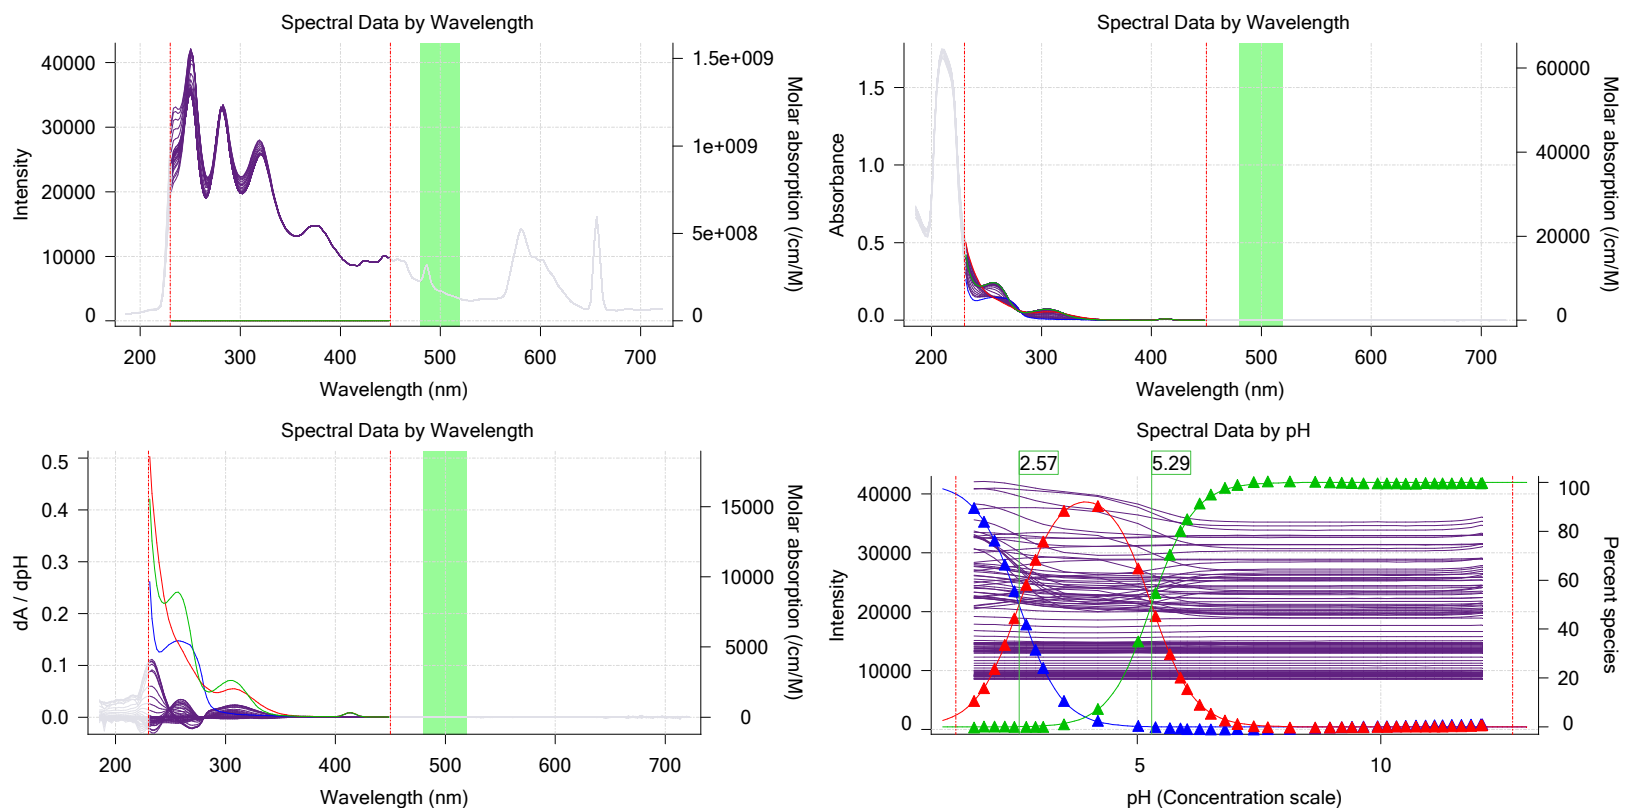 Spectral Data by Wavelength
Intensity
40000
30000
20000
10000
0
1.5e+009
1e+009
5e+008
0
Molar absorption (/cm/M)
200 300 400 500 600 700
Wavelength (nm)
Spectral Data by Wavelength
Absorbance
1.5
1.0
0.5
0.0
60000
40000
20000
0
Molar absorption (/cm/M)
200 300 400 500 600 700
Wavelength (nm)
Spectral Data by Wavelength
dA / dpH
0.5
0.4
0.3
0.2
0.1
0.0
15000
10000
5000
0
Molar absorption (/cm/M)
200 300 400 500 600 700
Wavelength (nm)
Spectral Data by pH
2.57 5.29
Intensity
40000
30000
20000
10000
0
100
80
60
40
20
0
Percent species
5 10
pH (Concentration scale)